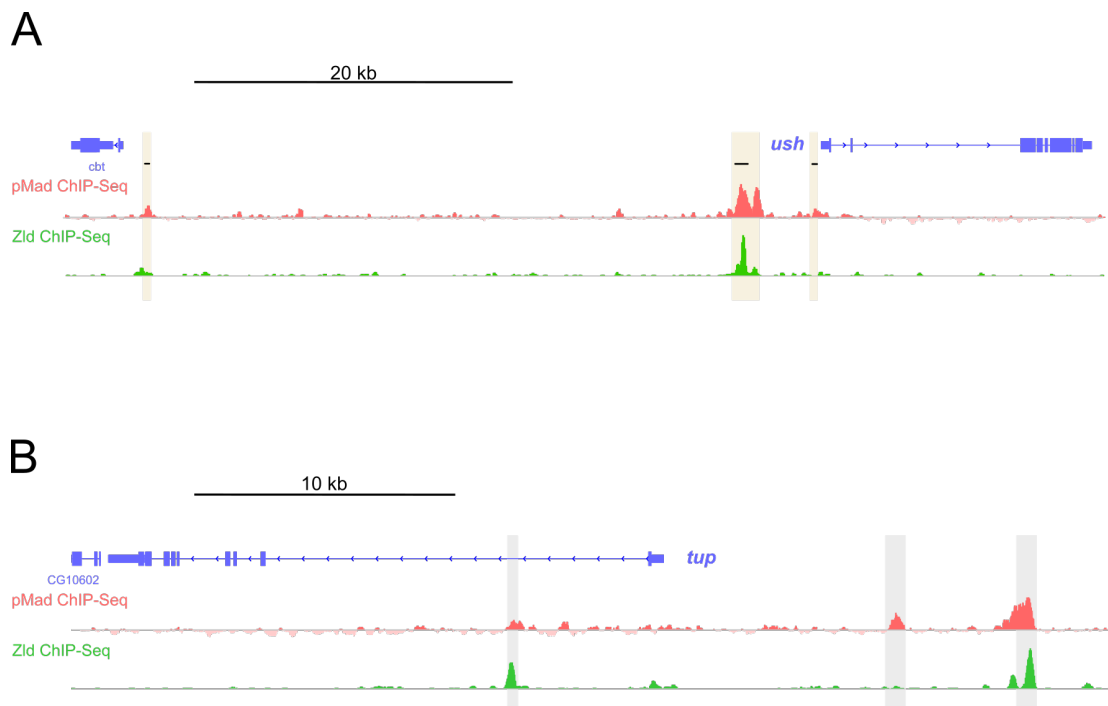 A
20 kb
ush
cbt
pMad ChIP-Seq
Zld ChIP-Seq
B
10 kb
tup
CG10602
pMad ChIP-Seq
Zld ChIP-Seq